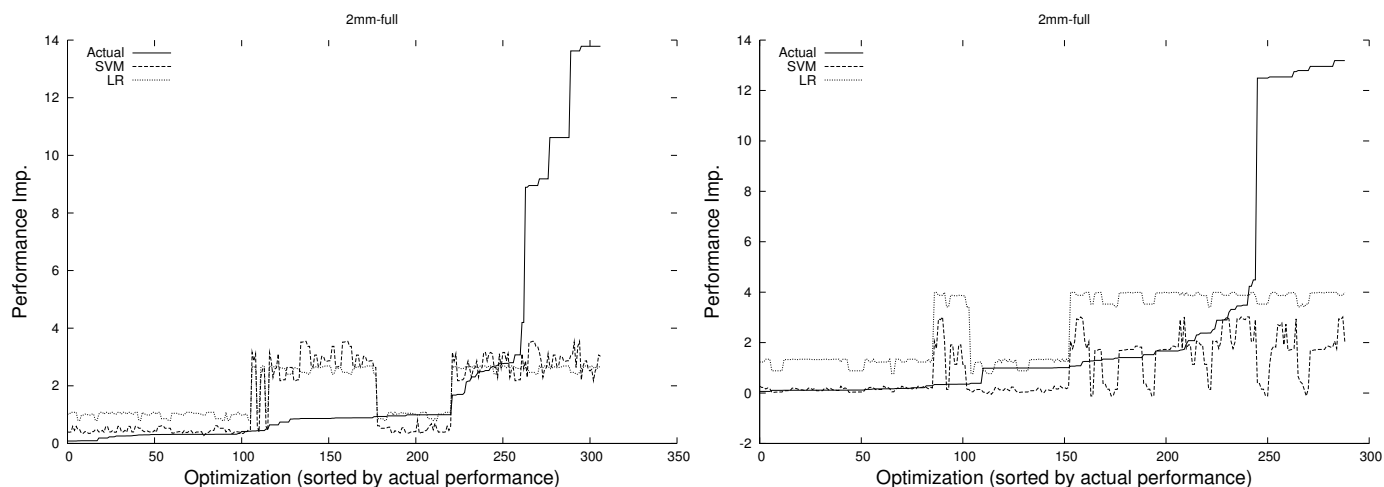 2mm-full
14
12
10
8
6
4
2
0
Performance Imp.
Actual
SVM
LR
0 50 100 150 200 250 300 350
Optimization (sorted by actual performance)
2mm-full
14
12
10
8
6
4
2
0
-2
Performance Imp.
Actual
SVM
LR
0 50 100 150 200 250 300
Optimization (sorted by actual performance)